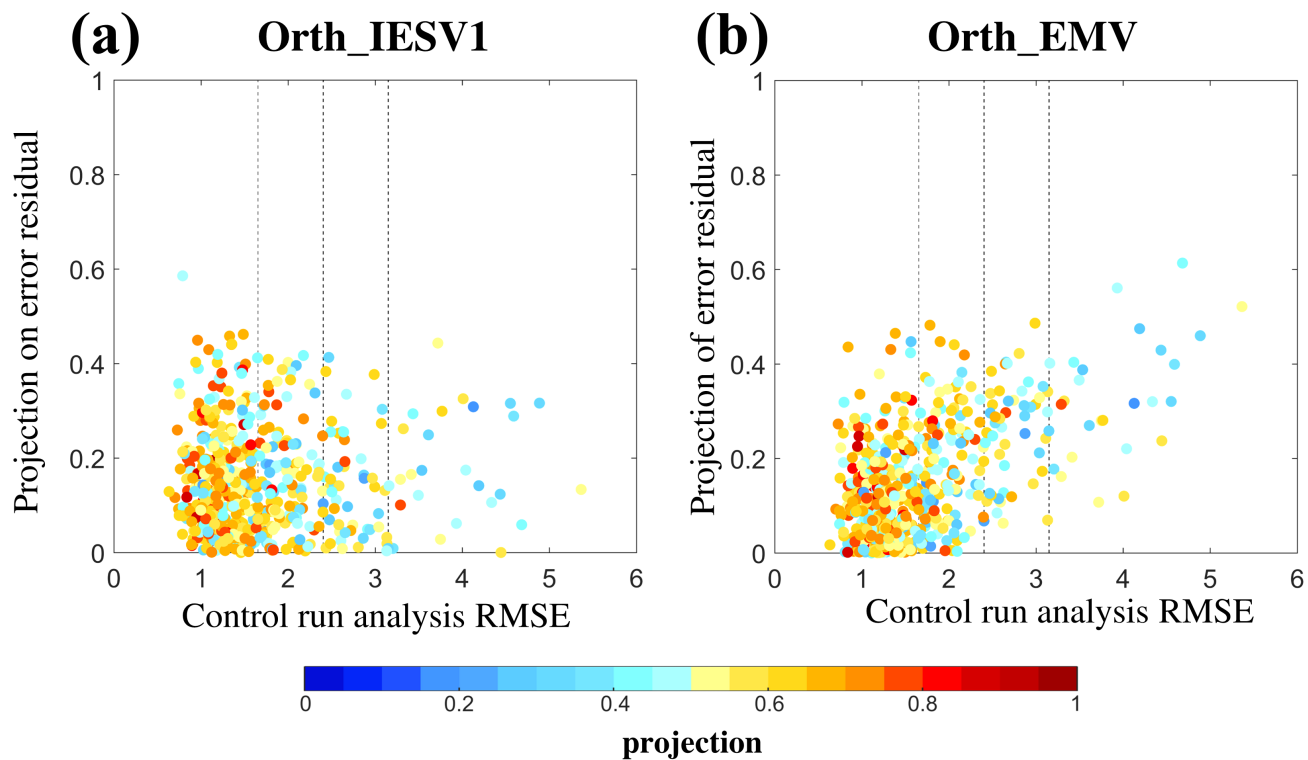 (a) Orth_IESV1
Projection on error residual
1
0.8
0.6
0.4
0.2
0
0 1 2 3 4 5 6
Control run analysis RMSE
(b) Orth_EMV
Projection of error residual
1
0.8
0.6
0.4
0.2
0
0 1 2 3 4 5 6
Control run analysis RMSE
0 0.2 0.4 0.6 0.8 1
projection